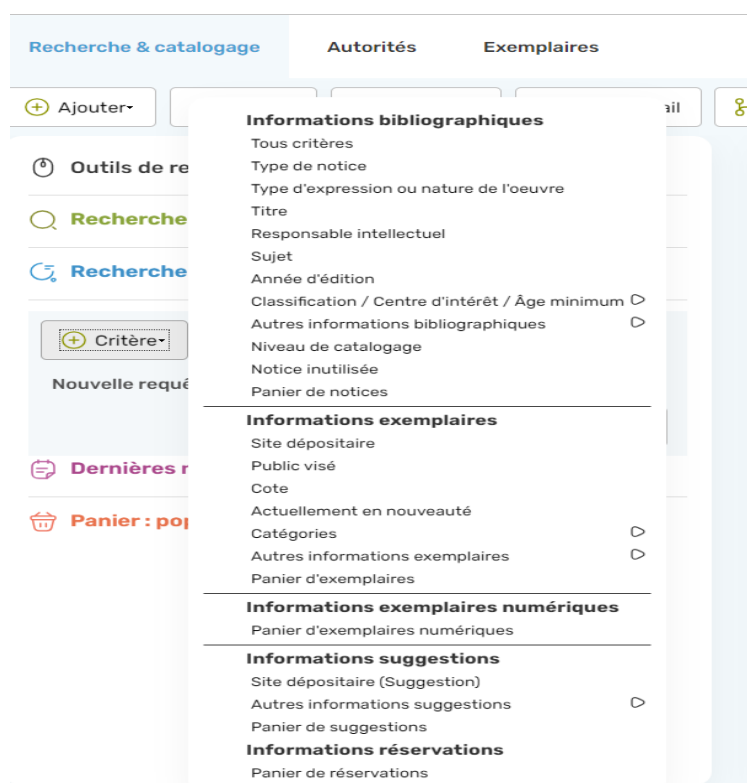 Recherche & catalogage Autorités Exemplaires
Ajouter
ail
Outils de re
Recherche
Recherche
Critère
Nouvelle requê
Dernières r
Panier : pop
Informations bibliographiques
Tous critères
Type de notice
Type d'expression ou nature de l'oeuvre
Titre
Responsable intellectuel
Sujet
Année d'édition
Classification / Centre d'intérêt / Âge minimum
Autres informations bibliographiques
Niveau de catalogage
Notice inutilisée
Panier de notices
Informations exemplaires
Site dépositaire
Public visé
Cote
Actuellement en nouveauté
Catégories
Autres informations exemplaires
Panier d'exemplaires
Informations exemplaires numériques
Panier d'exemplaires numériques
Informations suggestions
Site dépositaire (Suggestion)
Autres informations suggestions
Panier de suggestions
Informations réservations
Panier de réservations